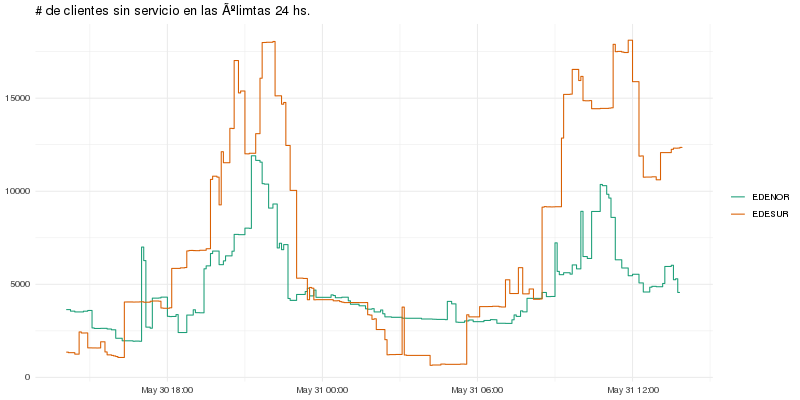 # de clientes sin servicio en las Ãºlimtas 24 hs.
15000
10000
5000
0
May 30 18:00
May 31 00:00
May 31 06:00
May 31 12:00
EDENOR
EDESUR